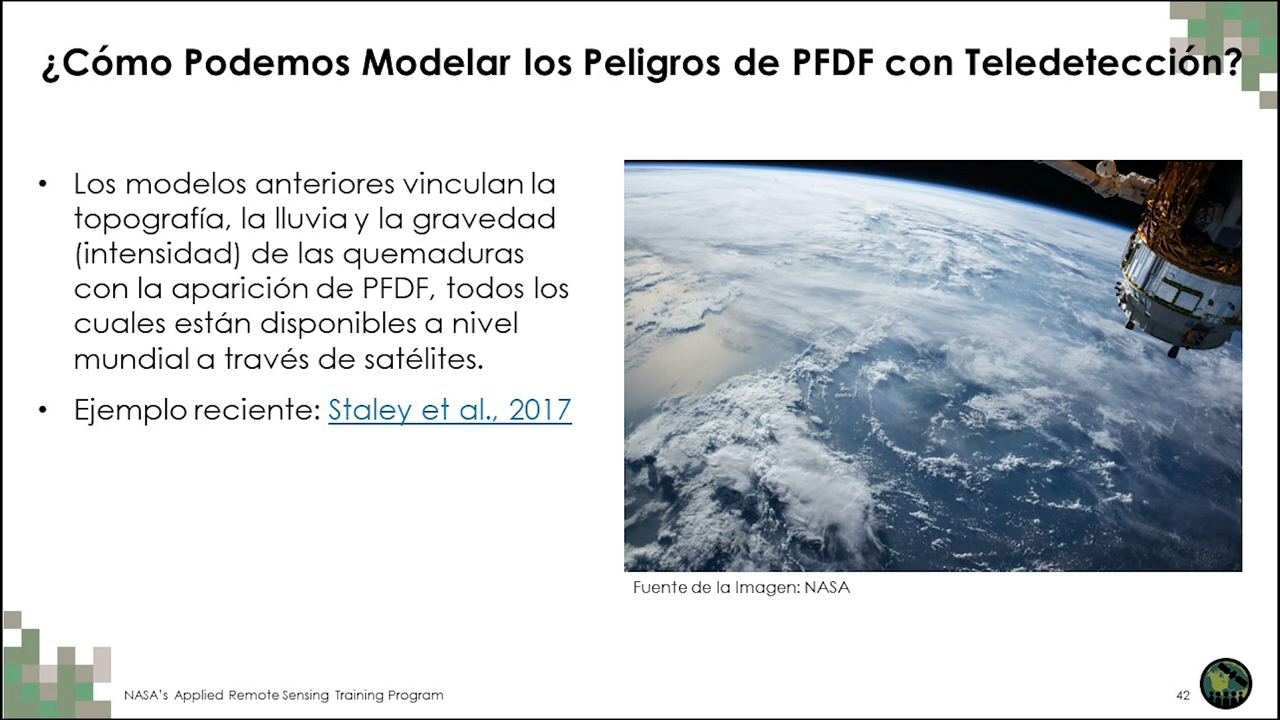 ¿Cómo Podemos Modelar los Peligros de PFDF con Teledetección?
• Los modelos anteriores vinculan la
topografía, la lluvia y la gravedad
(intensidad) de las quemaduras
con la aparición de PFDF, todos los
cuales están disponibles a nivel
mundial a través de satélites.
• Ejemplo reciente: Staley et al., 2017
Fuente de la Imagen: NASA
NASA's Applied Remote Sensing Training Program
42